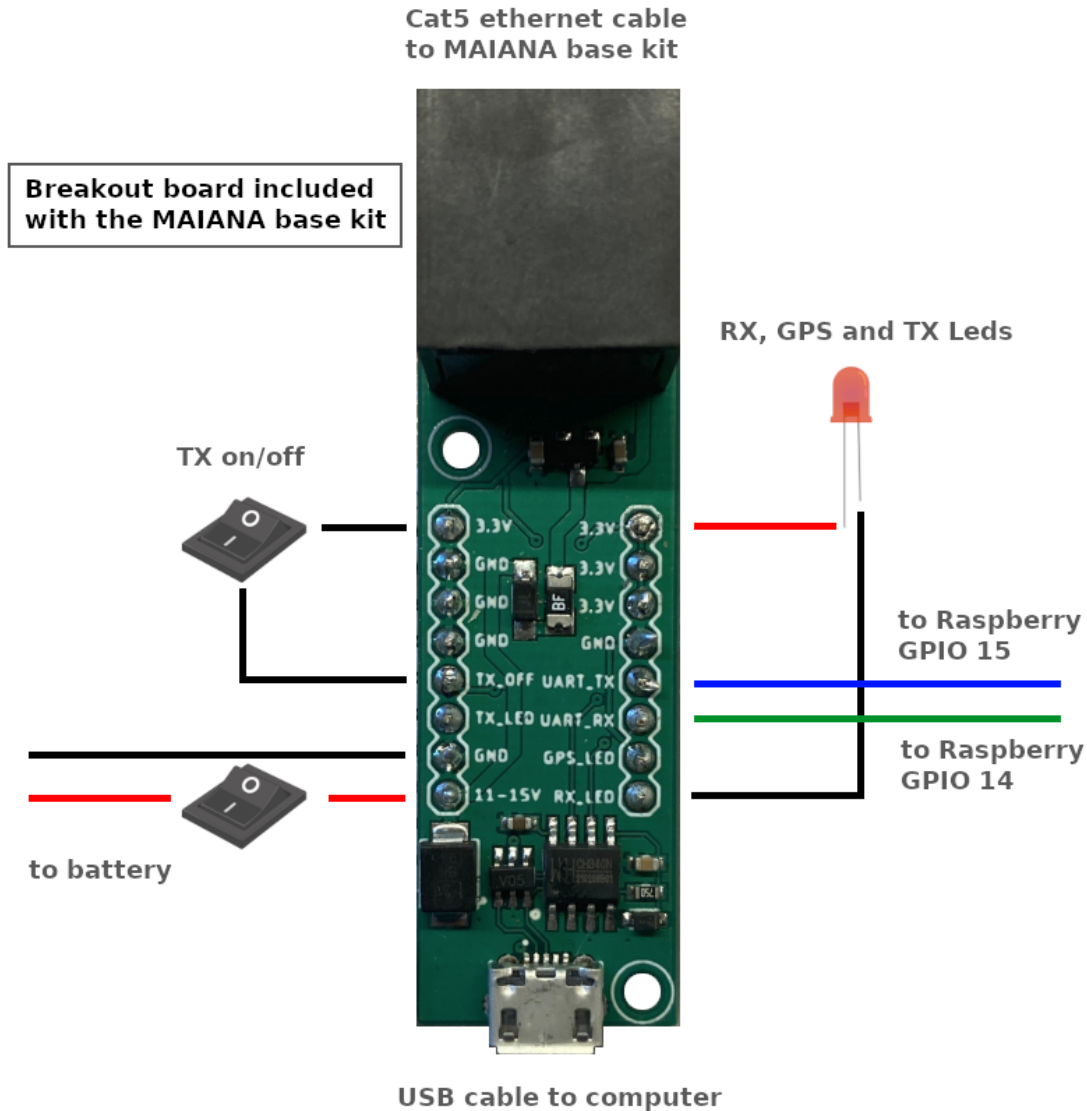 Cat5 ethernet cable
to MAIANA base kit
Breakout board included
with the MAIANA base kit
RX, GPS and TX Leds
TX on/off
O
I
3.3V 3.3V
GND 3.3V
GND 3.3V
BF
GND GND
TX_OFF UART_TX
TX_LED UART_RX
GND GPS_LED
11-15V RX_LED
to Raspberry
GPIO 15
to Raspberry
GPIO 14
O
I
to battery
V05
CH340N
USB cable to computer